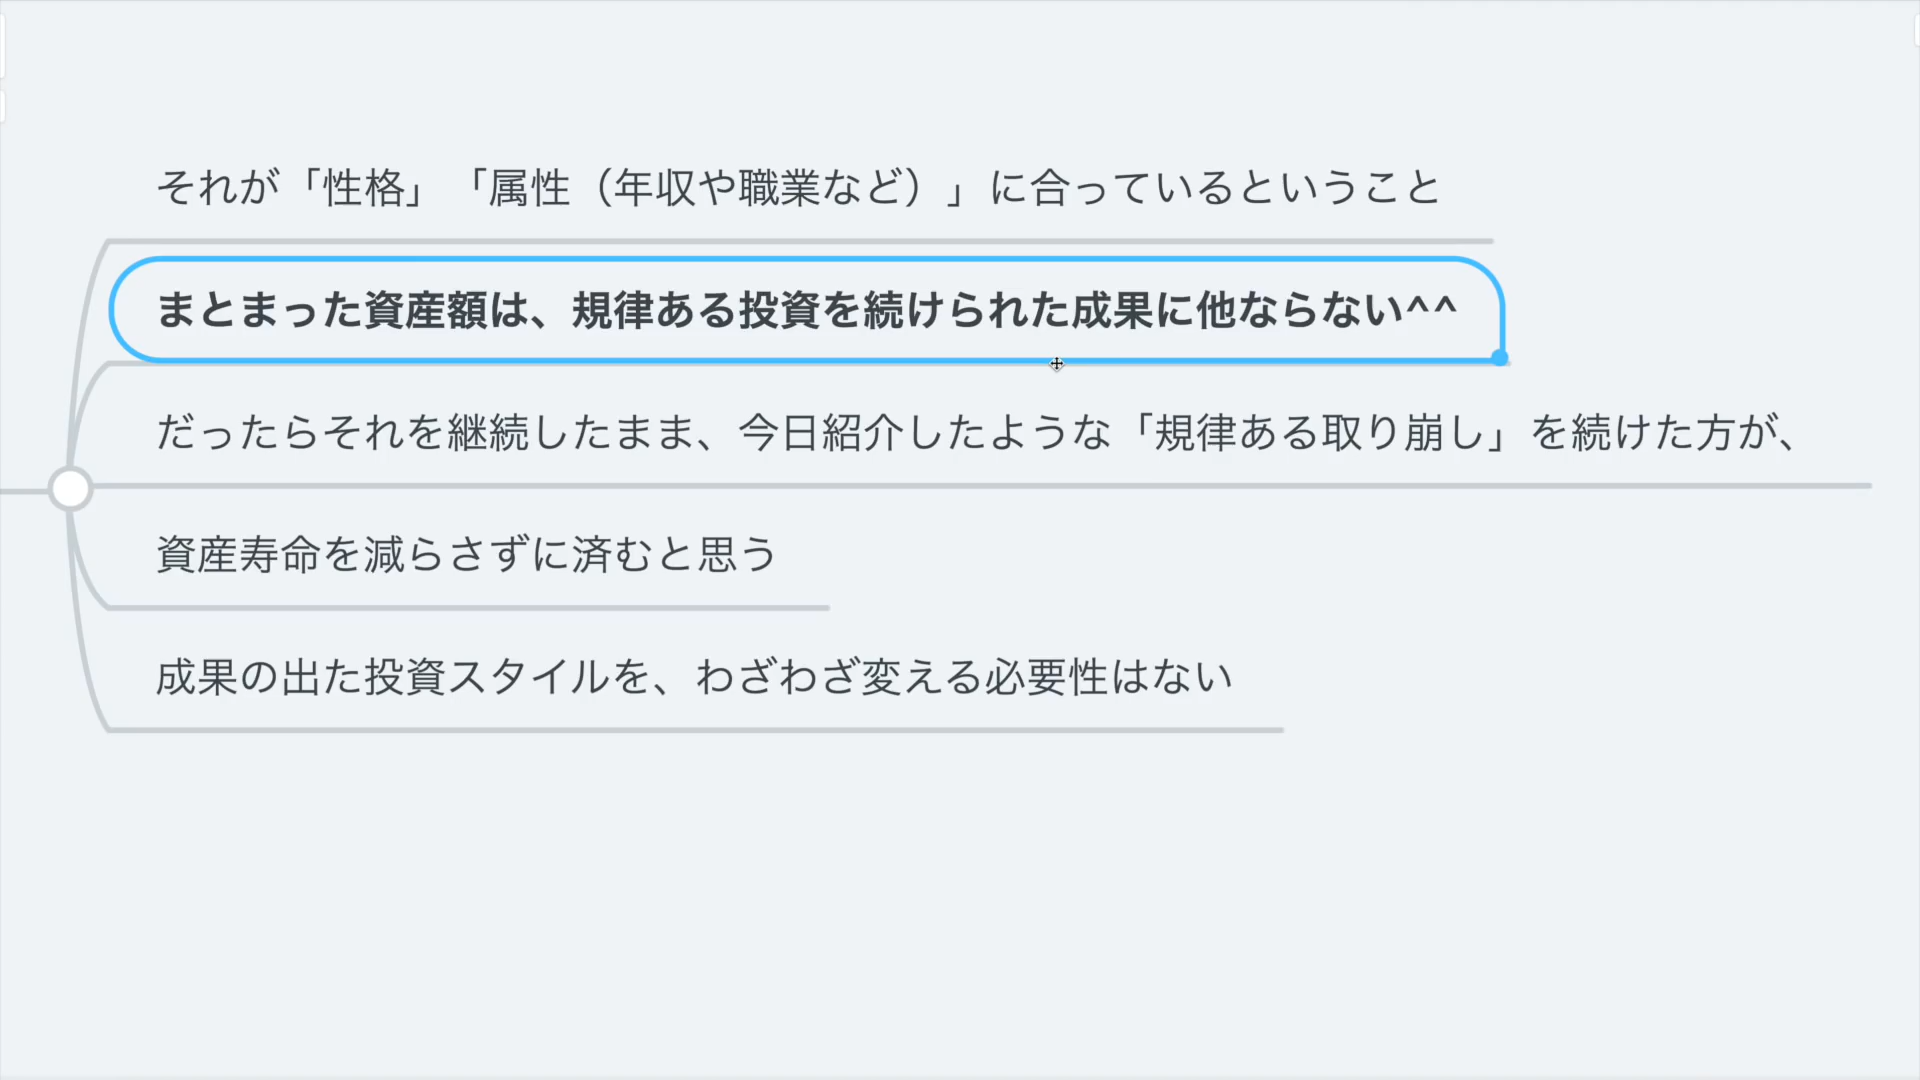 それが「性格」「属性（年収や職業など）」に合っているということ
まとまった資産額は、規律ある投資を続けられた成果に他ならない^^
だったらそれを継続したまま、今日紹介したような「規律ある取り崩し」を続けた方が、
資産寿命を減らさずに済むと思う
成果の出た投資スタイルを、わざわざ変える必要性はない